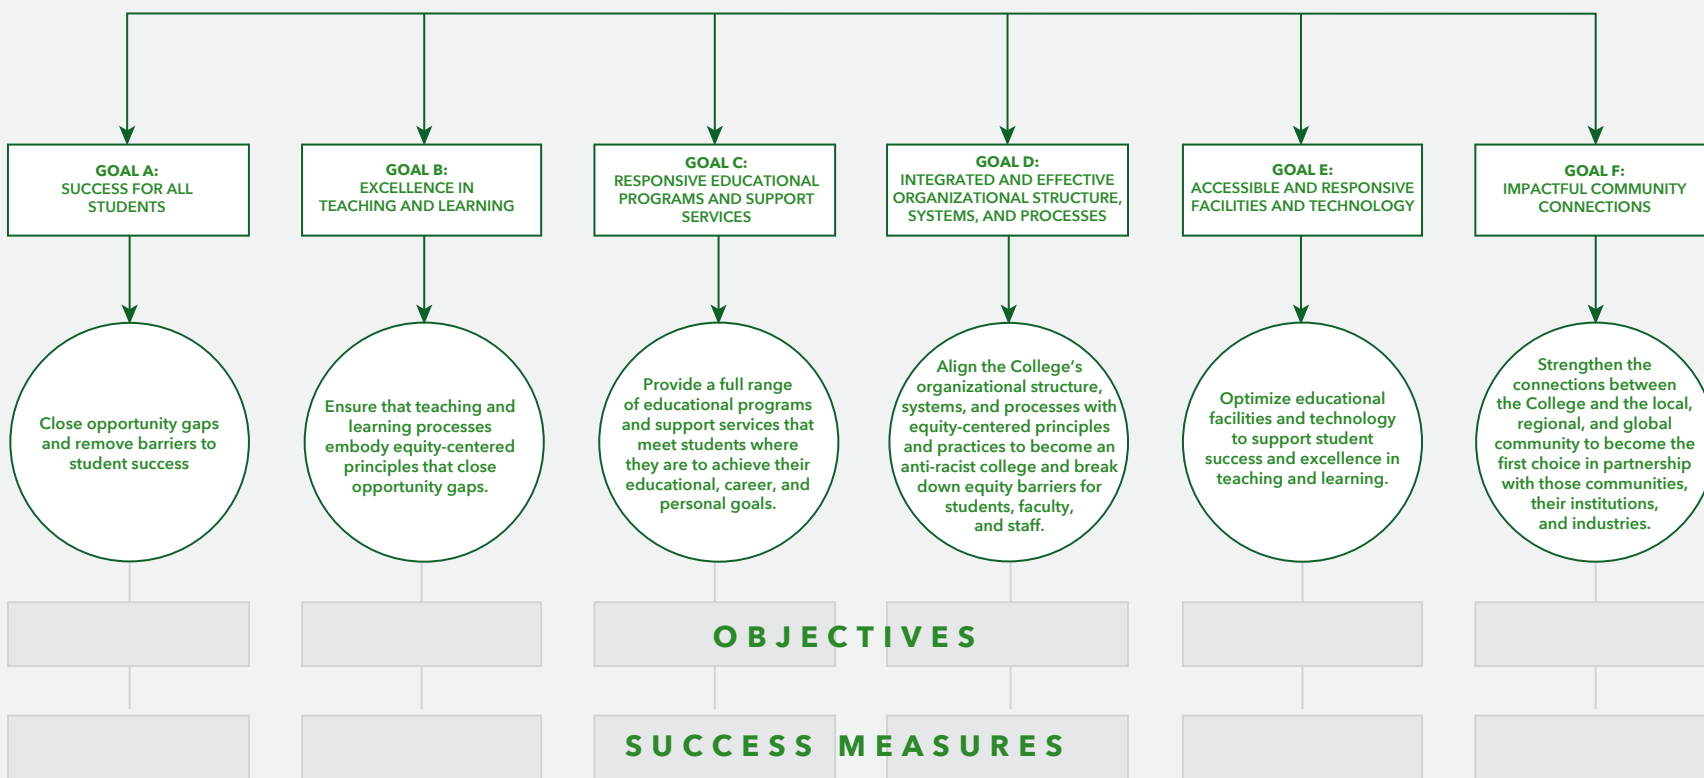 GOAL A:
SUCCESS FOR ALL
STUDENTS
GOAL B:
EXCELLENCE IN
TEACHING AND LEARNING
GOAL C:
RESPONSIVE EDUCATIONAL
PROGRAMS AND SUPPORT
SERVICES
GOAL D:
INTEGRATED AND EFFECTIVE
ORGANIZATIONAL STRUCTURE,
SYSTEMS, AND PROCESSES
GOAL E:
ACCESSIBLE AND RESPONSIVE
FACILITIES AND TECHNOLOGY
GOAL F:
IMPACTFUL COMMUNITY
CONNECTIONS
Close opportunity gaps
and remove barriers to
student success
Ensure that teaching and
learning processes
embody equity-centered
principles that close
opportunity gaps.
Provide a full range
of educational programs
and support services that
meet students where
they are to achieve their
educational, career, and
personal goals.
Align the College's
organizational structure,
systems, and processes with
equity-centered principles
and practices to become an
anti-racist college and break
down equity barriers for
students, faculty,
and staff.
Optimize educational
facilities and technology
to support student
success and excellence in
teaching and learning.
Strengthen the
connections between
the College and the local,
regional, and global
community to become the
first choice in partnership
with those communities,
their institutions,
and industries.
OBJECTIVES
SUCCESS MEASURES